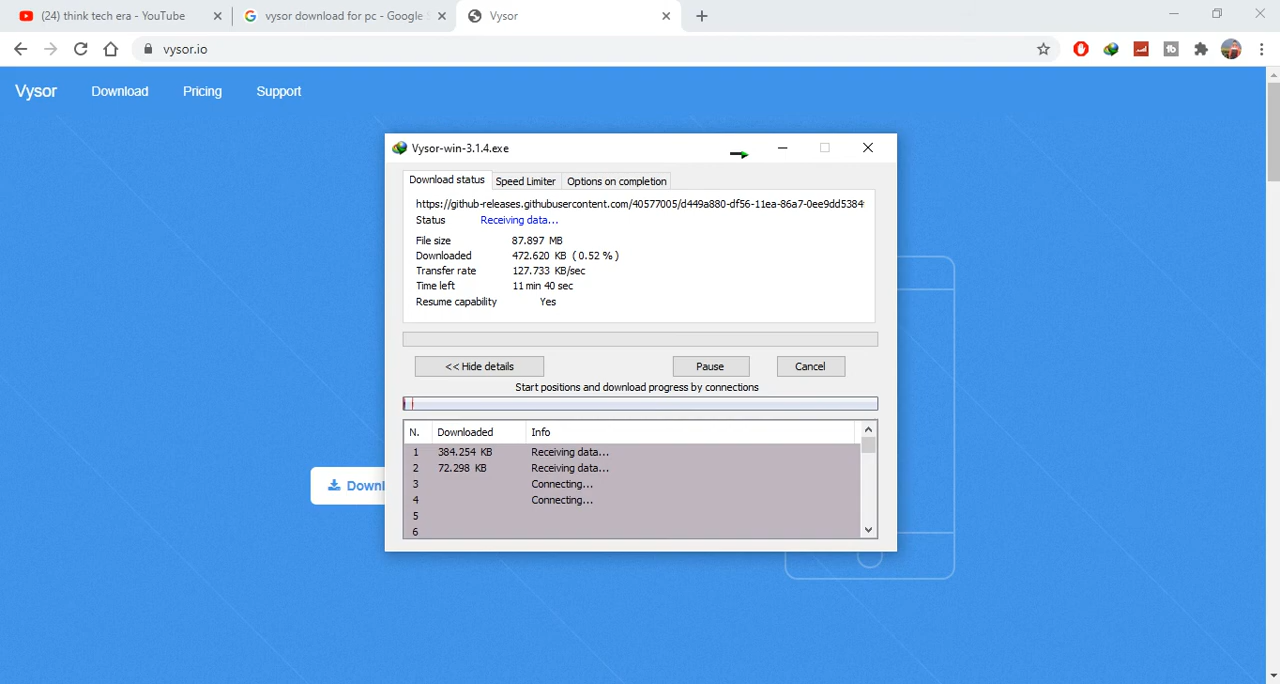 (24) think tech era - YouTube
vysor download for pc - Google S
Vysor
vysor.io
Vysor Download Pricing Support
Vysor-win-3.1.4.exe
Download status Speed Limiter Options on completion
https://github-releases.githubusercontent.com/40577005/d449a880-df56-11ea-86a7-0ee9dd5384
Status Receiving data...
File size 87.897 MB
Downloaded 472.620 KB ( 0.52 % )
Transfer rate 127.733 KB/sec
Time left 11 min 40 sec
Resume capability Yes
<< Hide details Pause Cancel
Start positions and download progress by connections
N. Downloaded Info
1 384.254 KB Receiving data...
2 72.298 KB Receiving data...
3 Connecting...
4 Connecting...
5
6
Downl